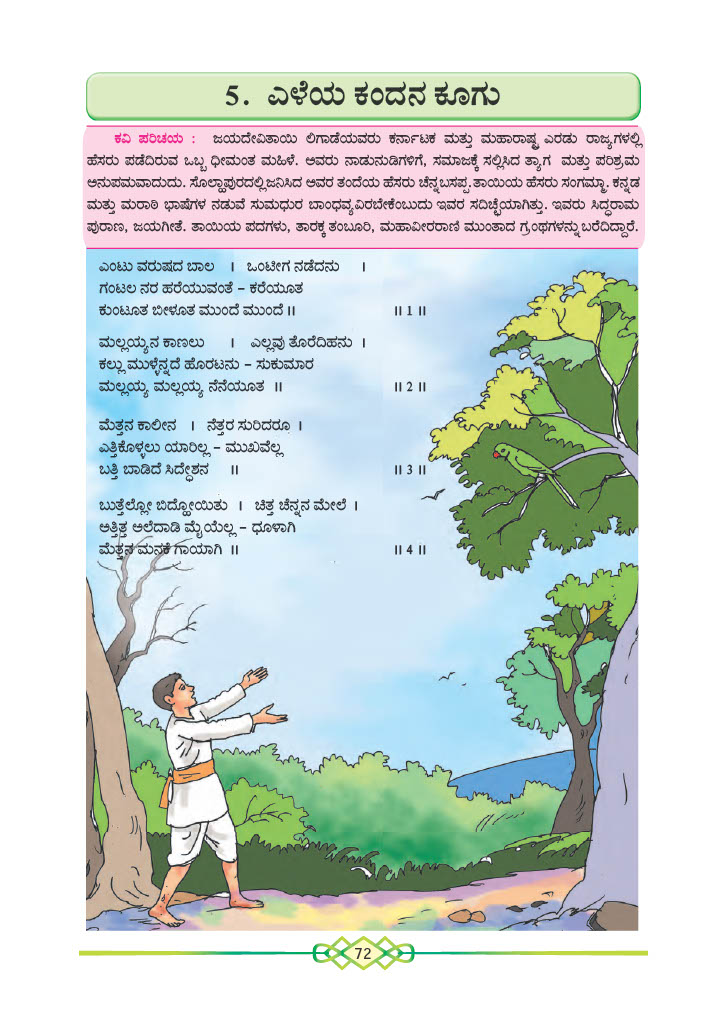 5. ಎಳೆಯ ಕಂದನ ಕೂಗು
ಕವಿ ಪರಿಚಯ : ಜಯದೇವಿತಾಯಿ ಲಿಗಾಡೆಯವರು ಕರ್ನಾಟಕ ಮತ್ತು ಮಹಾರಾಷ್ಟ್ರ ಎರಡು ರಾಜ್ಯಗಳಲ್ಲಿ
ಹೆಸರು ಪಡೆದಿರುವ ಒಬ್ಬ ಧೀಮಂತ ಮಹಿಳೆ. ಅವರು ನಾಡುನುಡಿಗಳಿಗೆ, ಸಮಾಜಕ್ಕೆ ಸಲ್ಲಿಸಿದ ತ್ಯಾಗ ಮತ್ತು ಪರಿಶ್ರಮ
ಅನುಪಮವಾದುದು. ಸೊಲ್ಲಾಪುರದಲ್ಲಿ ಜನಿಸಿದ ಅವರ ತಂದೆಯ ಹೆಸರು ಚೆನ್ನಬಸಪ್ಪ. ತಾಯಿಯ ಹೆಸರು ಸಂಗಮ್ಮಾ. ಕನ್ನಡ
ಮತ್ತು ಮರಾಠಿ ಭಾಷೆಗಳ ನಡುವೆ ಸುಮಧುರ ಬಾಂಧವ್ಯವಿರಬೇಕೆಂಬುದು ಇವರ ಸದಿಚ್ಛೆಯಾಗಿತ್ತು. ಇವರು ಸಿದ್ಧರಾಮ
ಪುರಾಣ, ಜಯಗೀತೆ. ತಾಯಿಯ ಪದಗಳು, ತಾರಕ್ಕ ತಂಬೂರಿ, ಮಹಾವೀರರಾಣಿ ಮುಂತಾದ ಗ್ರಂಥಗಳನ್ನು ಬರೆದಿದ್ದಾರೆ.
ಎಂಟು ವರುಷದ ಬಾಲ । ಒಂಟೀಗ ನಡೆದನು ।
ಗಂಟಲ ನರ ಹರೆಯುವಂತೆ – ಕರೆಯೂತ
ಕುಂಟೂತ ಬೀಳೂತ ಮುಂದೆ ಮುಂದೆ ॥ ॥ 1 ॥
ಮಲ್ಲಯ್ಯನ ಕಾಣಲು । ಎಲ್ಲವು ತೊರೆದಿಹನು ।
ಕಲ್ಲು ಮುಳ್ಳೆನ್ನದೆ ಹೊರಟನು – ಸುಕುಮಾರ
ಮಲ್ಲಯ್ಯ ಮಲ್ಲಯ್ಯ ನೆನೆಯೂತ ॥ ॥ 2 ॥
ಮೆತ್ತನ ಕಾಲೀನ । ನೆತ್ತರ ಸುರಿದರೂ ।
ಎತ್ತಿಕೊಳ್ಳಲು ಯಾರಿಲ್ಲ – ಮುಖವೆಲ್ಲ
ಬತ್ತಿ ಬಾಡಿದೆ ಸಿದ್ಧೇಶನ ॥ ॥ 3 ॥
ಬುತ್ತೆಲ್ಲೋ ಬಿದ್ಹೋಯಿತು । ಚಿತ್ತ ಚೆನ್ನನ ಮೇಲೆ ।
ಅತ್ತಿತ್ತ ಅಲೆದಾಡಿ ಮೈಯೆಲ್ಲ – ಧೂಳಾಗಿ
ಮೆತ್ತನ ಮನಕೆ ಗಾಯಾಗಿ ॥ ॥ 4 ॥
72